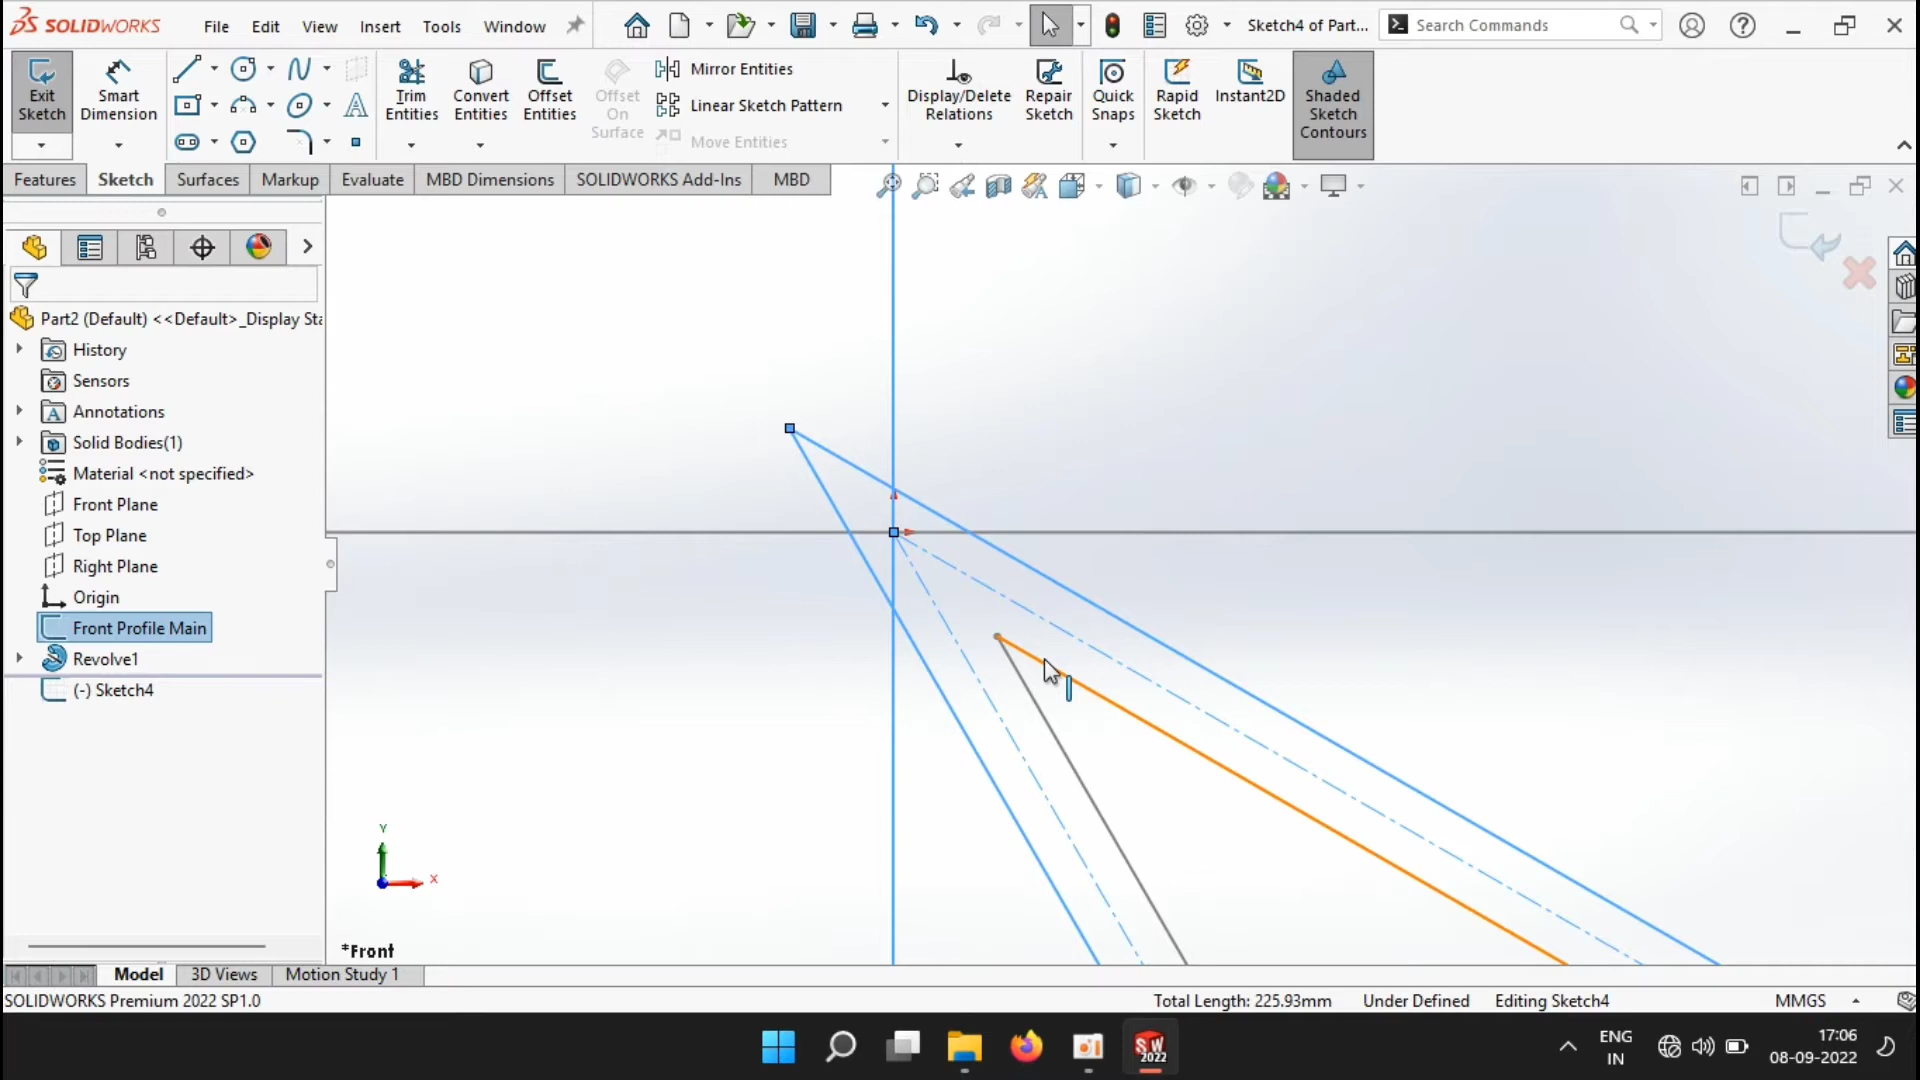 SOLIDWORKS
File Edit View Insert Tools Window
Sketch4 of Part...
Search Commands
Exit Sketch
Smart Dimension
Trim Entities
Convert Entities
Offset Entities
Offset On Surface
Mirror Entities
Linear Sketch Pattern
Move Entities
Display/Delete Relations
Repair Sketch
Quick Snaps
Rapid Sketch
Instant2D
Shaded Sketch Contours
Features Sketch Surfaces Markup Evaluate MBD Dimensions SOLIDWORKS Add-Ins MBD
Part2 (Default) <<Default>_Display Sta
History
Sensors
Annotations
Solid Bodies(1)
Material <not specified>
Front Plane
Top Plane
Right Plane
Origin
Front Profile Main
Revolve1
(-) Sketch4
Y
X
*Front
Model 3D Views Motion Study 1
SOLIDWORKS Premium 2022 SP1.0
Total Length: 225.93mm Under Defined Editing Sketch4 MMGS
SW 2022
ENG
IN
17:06
08-09-2022